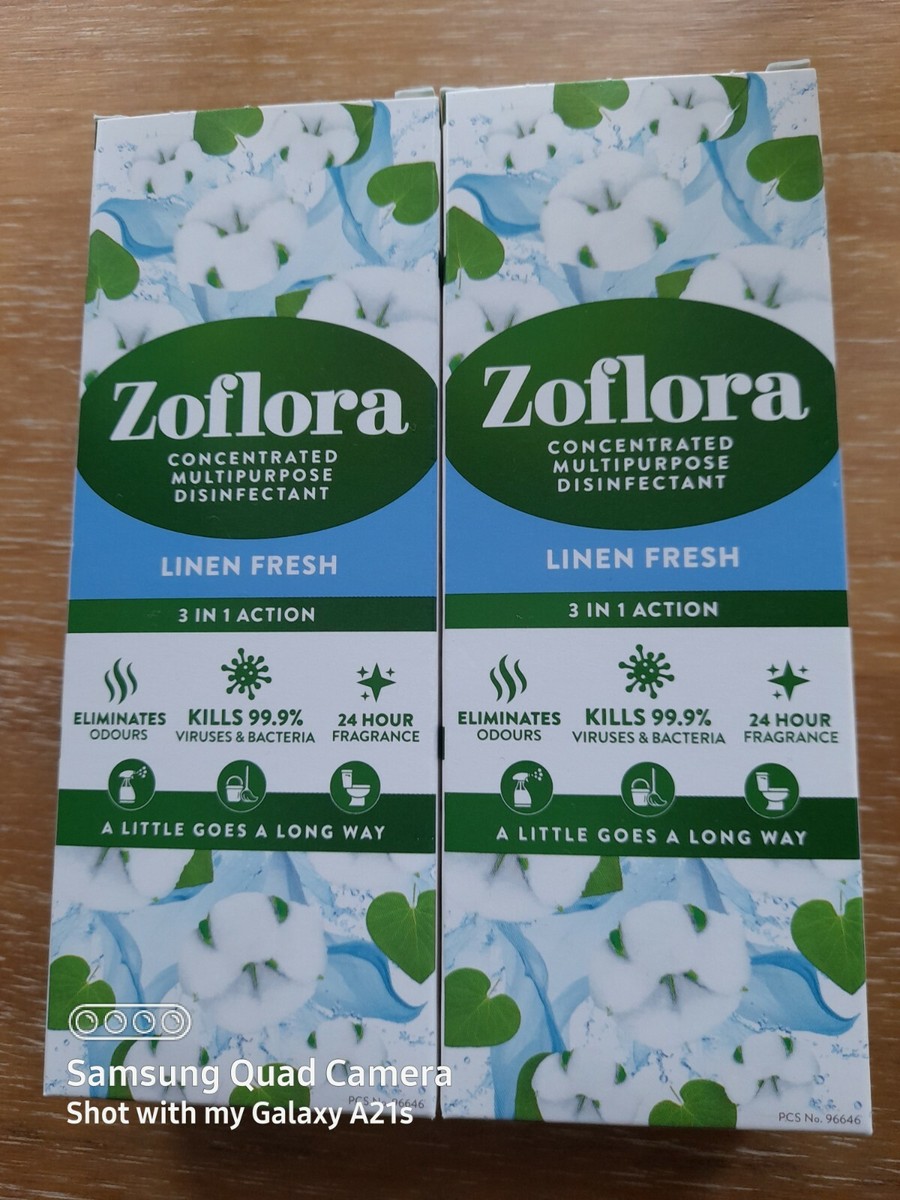 Zoflora
CONCENTRATED
MULTIPURPOSE
DISINFECTANT
LINEN FRESH
3 IN 1 ACTION
ELIMINATES
ODOURS
KILLS 99.9%
VIRUSES & BACTERIA
24 HOUR
FRAGRANCE
A LITTLE GOES A LONG WAY
PCS No. 96646
Zoflora
CONCENTRATED
MULTIPURPOSE
DISINFECTANT
LINEN FRESH
3 IN 1 ACTION
ELIMINATES
ODOURS
KILLS 99.9%
VIRUSES & BACTERIA
24 HOUR
FRAGRANCE
A LITTLE GOES A LONG WAY
PCS No. 96646
Samsung Quad Camera
Shot with my Galaxy A21s